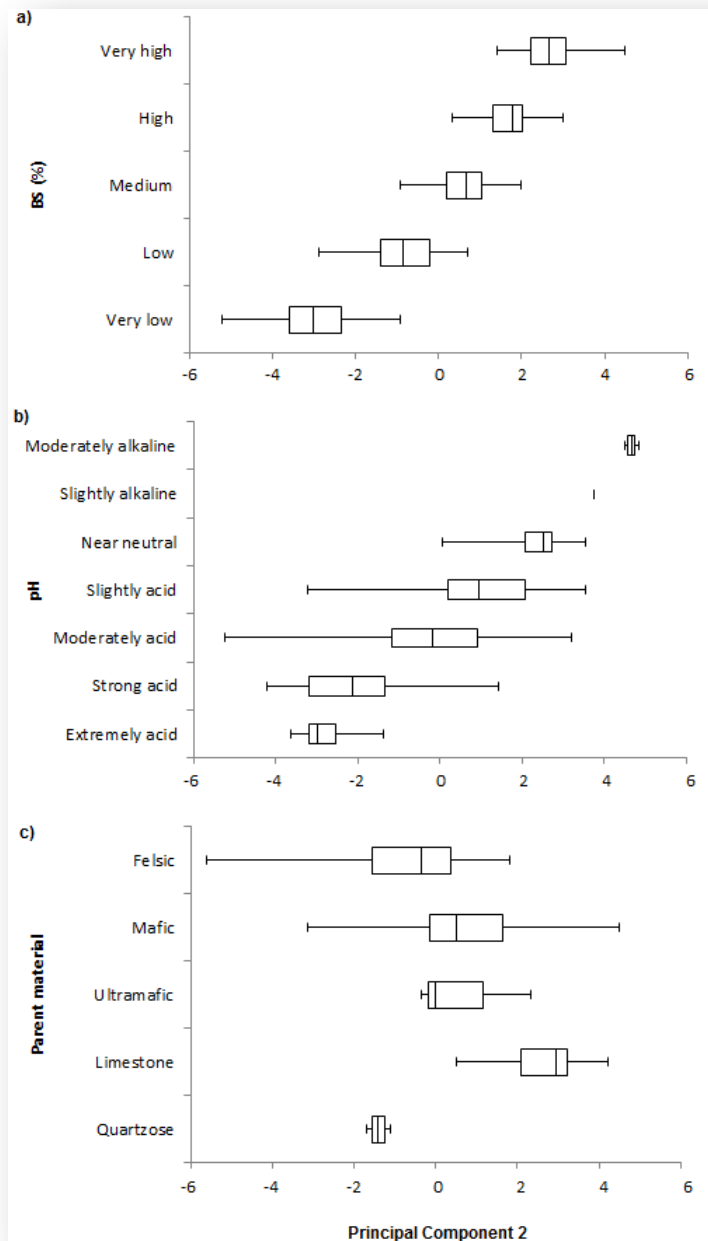 a)
Very high
High
Medium
Low
Very low
BS (%)
-6 -4 -2 0 2 4 6
b)
Moderately alkaline
Slightly alkaline
Near neutral
Slightly acid
Moderately acid
Strong acid
Extremely acid
pH
-6 -4 -2 0 2 4 6
c)
Felsic
Mafic
Ultramafic
Limestone
Quartzose
Parent material
-6 -4 -2 0 2 4 6
Principal Component 2